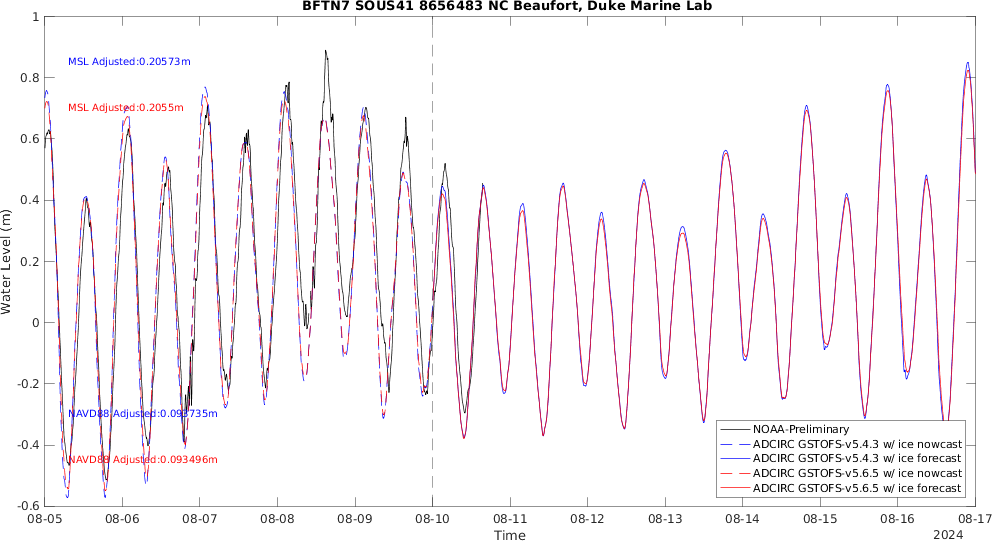 BFTN7 SOUS41 8656483 NC Beaufort, Duke Marine Lab
1
0.8
0.6
0.4
0.2
0
-0.2
-0.4
-0.6
Water Level (m)
MSL Adjusted:0.20573m
MSL Adjusted:0.2055m
NAVD88 Adjusted:0.093735m
NAVD88 Adjusted:0.093496m
NOAA-Preliminary
ADCIRC GSTOFS-v5.4.3 w/ ice nowcast
ADCIRC GSTOFS-v5.4.3 w/ ice forecast
ADCIRC GSTOFS-v5.6.5 w/ ice nowcast
ADCIRC GSTOFS-v5.6.5 w/ ice forecast
08-05 08-06 08-07 08-08 08-09 08-10 08-11 08-12 08-13 08-14 08-15 08-16 08-17
Time
2024